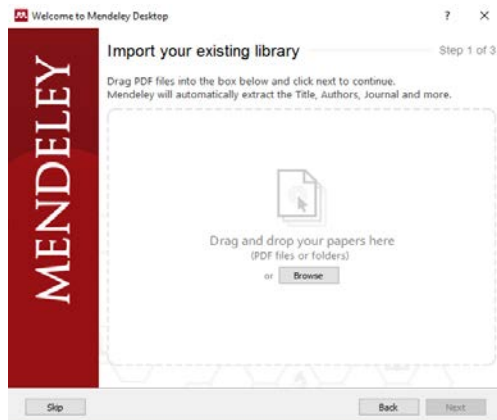 Welcome to Mendeley Desktop
? X
Import your existing library
Step 1 of 3
Drag PDF files into the box below and click next to continue.
Mendeley will automatically extract the Title, Authors, Journal and more.
MENDELEY
Drag and drop your papers here
(PDF files or folders)
or Browse
Skip Back Next